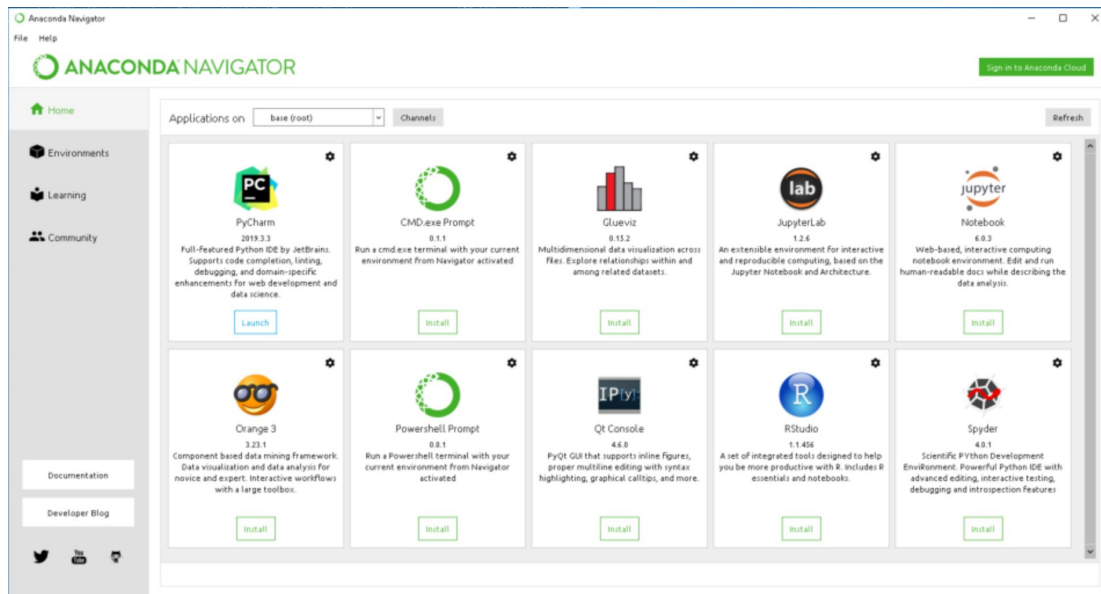 Anaconda Navigator
File Help
ANACONDA NAVIGATOR
Sign in to Anaconda Cloud
Home
Environments
Learning
Community
Documentation
Developer Blog
You
Tube
Applications on base (root) Channels Refresh
PC
PyCharm
2019.3.3
Full-featured Python IDE by JetBrains.
Supports code completion, linting,
debugging, and domain-specific
enhancements for web development and
data science.
Launch
CMD.exe Prompt
0.1.1
Run a cmd.exe terminal with your current
environment from Navigator activated
Install
Glueviz
0.15.2
Multidimensional data visualization across
files. Explore relationships within and
among related datasets.
Install
lab
JupyterLab
1.2.6
An extensible environment for interactive
and reproducible computing, based on the
Jupyter Notebook and Architecture.
Install
jupyter
Notebook
6.0.3
Web-based, interactive computing
notebook environment. Edit and run
human-readable docs while describing the
data analysis.
Install
Orange 3
3.23.1
Component based data mining framework.
Data visualization and data analysis for
novice and expert. Interactive workflows
with a large toolbox.
Install
Powershell Prompt
0.0.1
Run a Powershell terminal with your
current environment from Navigator
activated
Install
IP[y]:
Qt Console
4.6.0
PyQt GUI that supports inline figures,
proper multiline editing with syntax
highlighting, graphical calltips, and more.
Install
R
RStudio
1.1.456
A set of integrated tools designed to help
you be more productive with R. Includes R
essentials and notebooks.
Install
Spyder
4.0.1
Scientific PYthon Development
EnviRonment. Powerful Python IDE with
advanced editing, interactive testing,
debugging and introspection features
Install